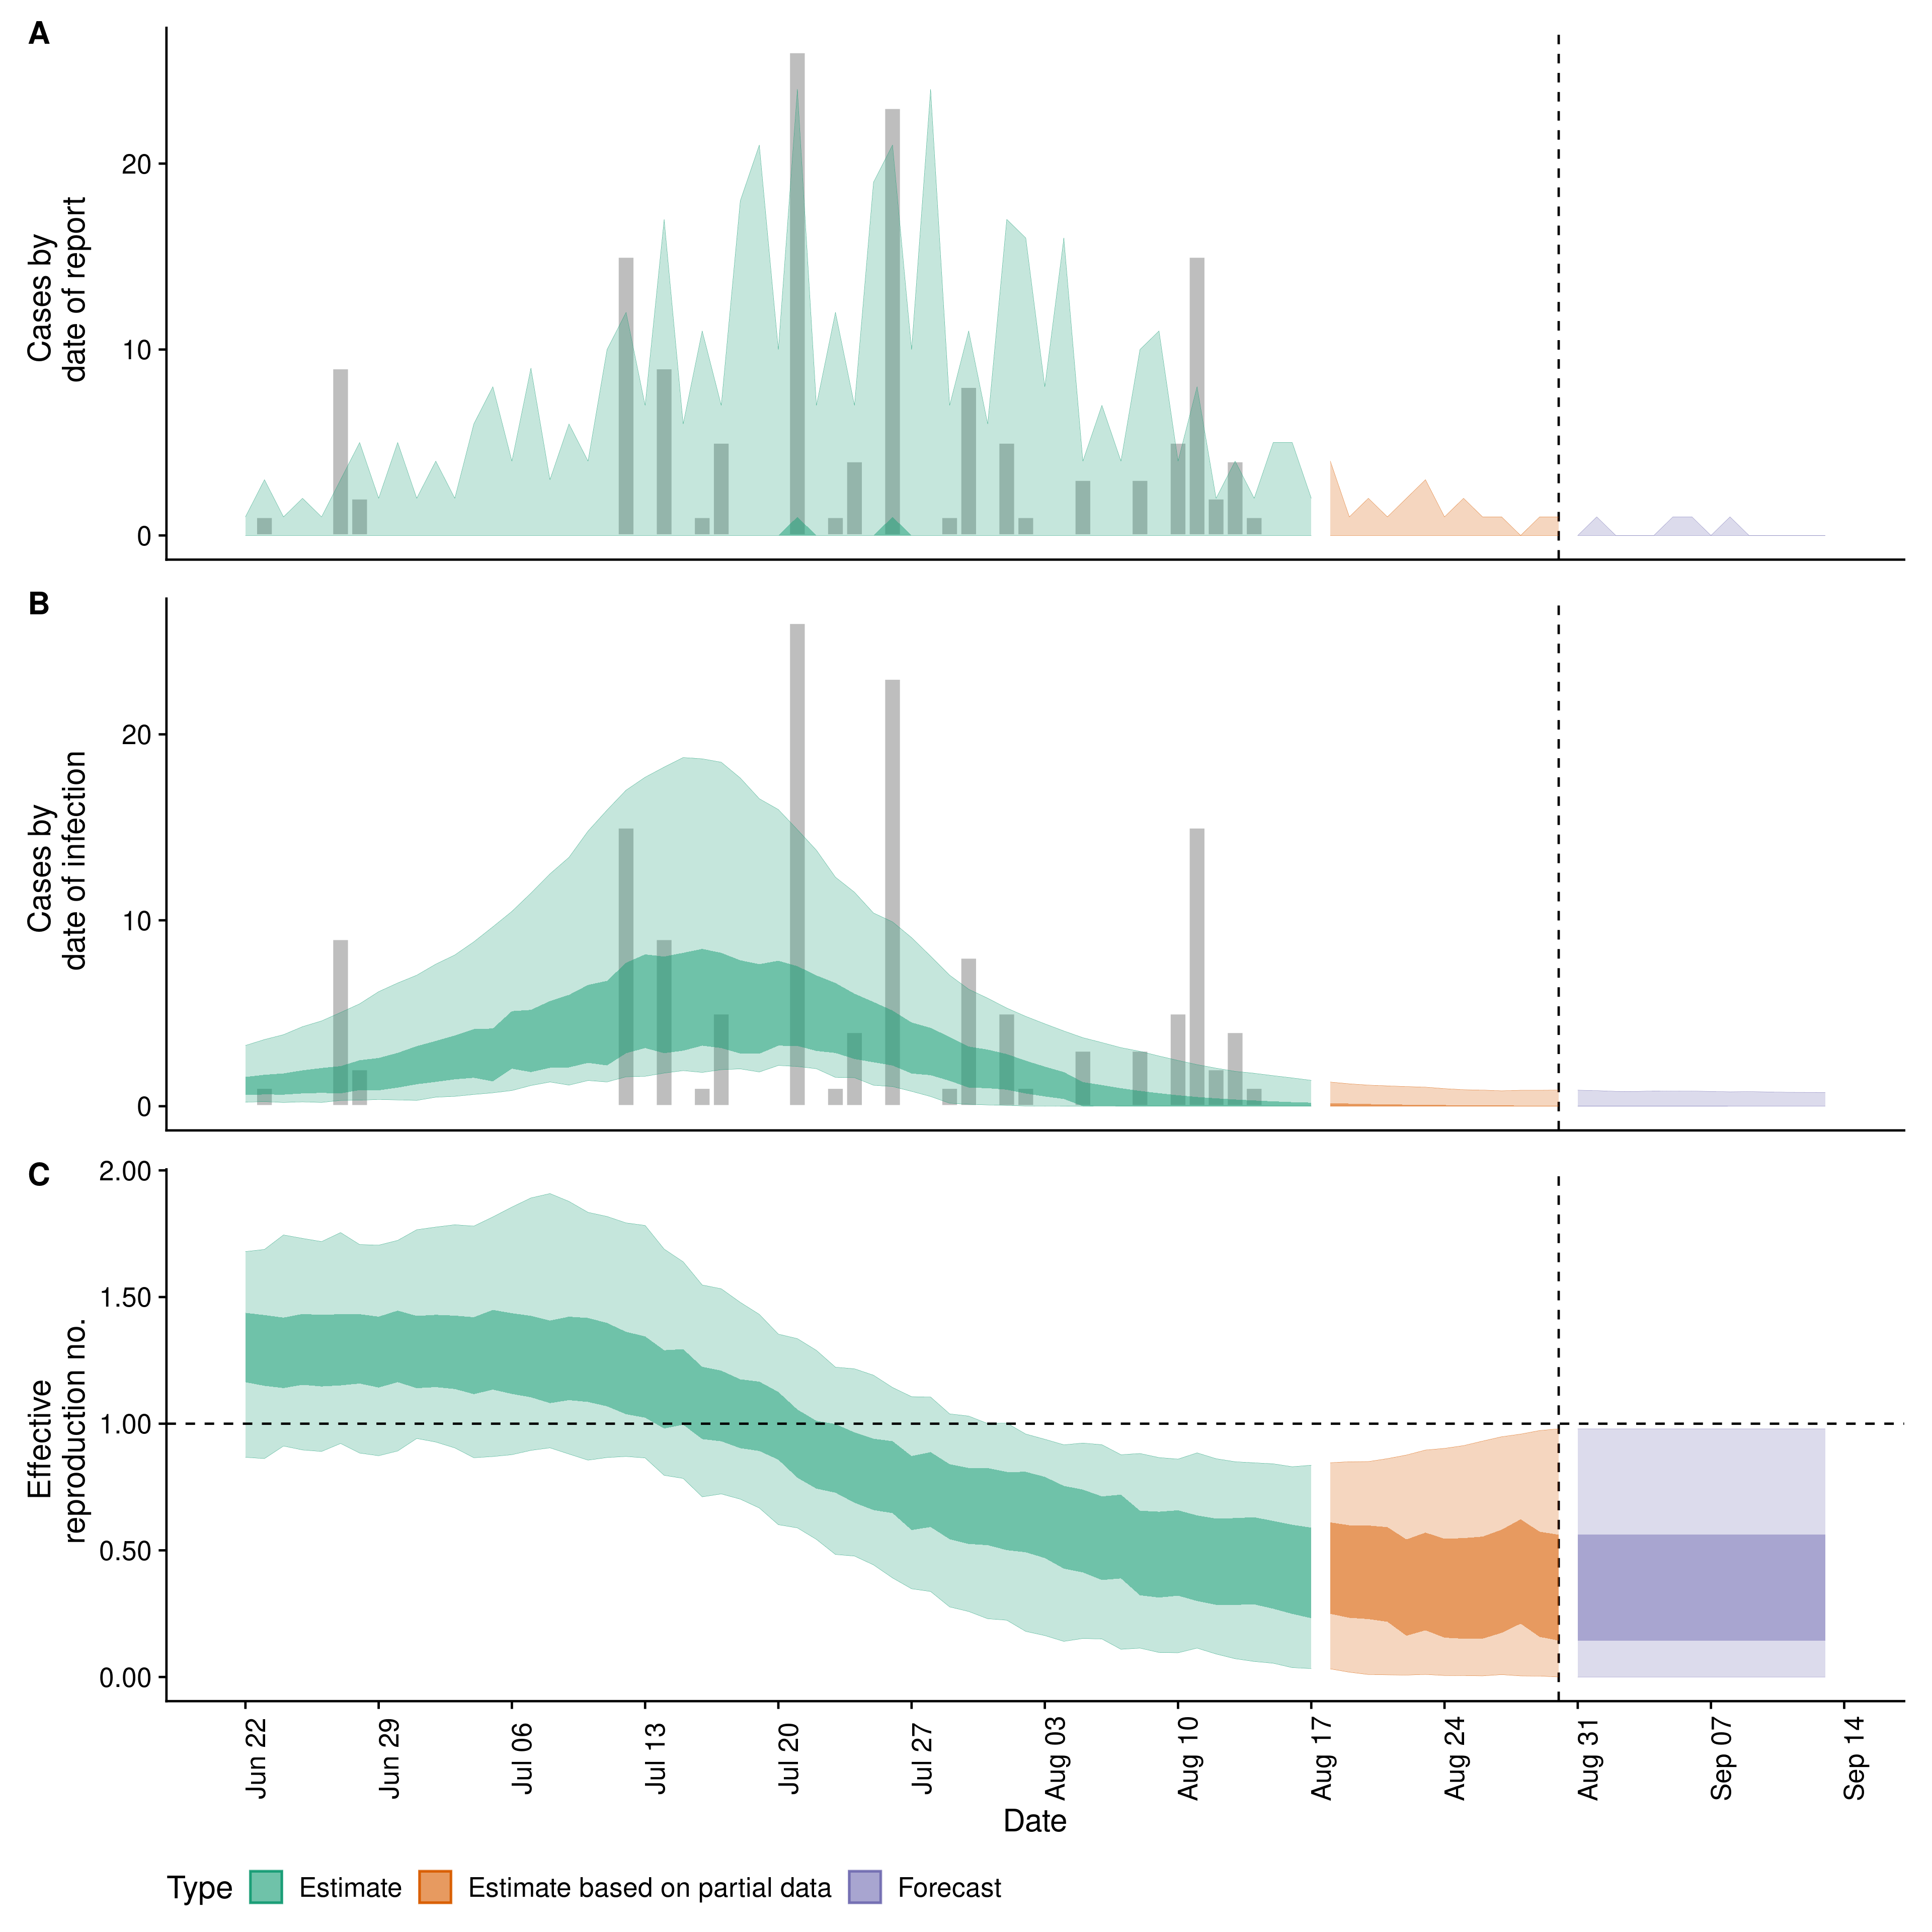 A
Cases by
date of report
20
10
0
B
Cases by
date of infection
20
10
0
C
Effective
reproduction no.
2.00
1.50
1.00
0.50
0.00
Jun 22
Jun 29
Jul 06
Jul 13
Jul 20
Jul 27
Aug 03
Aug 10
Aug 17
Aug 24
Aug 31
Sep 07
Sep 14
Date
Type Estimate Estimate based on partial data Forecast